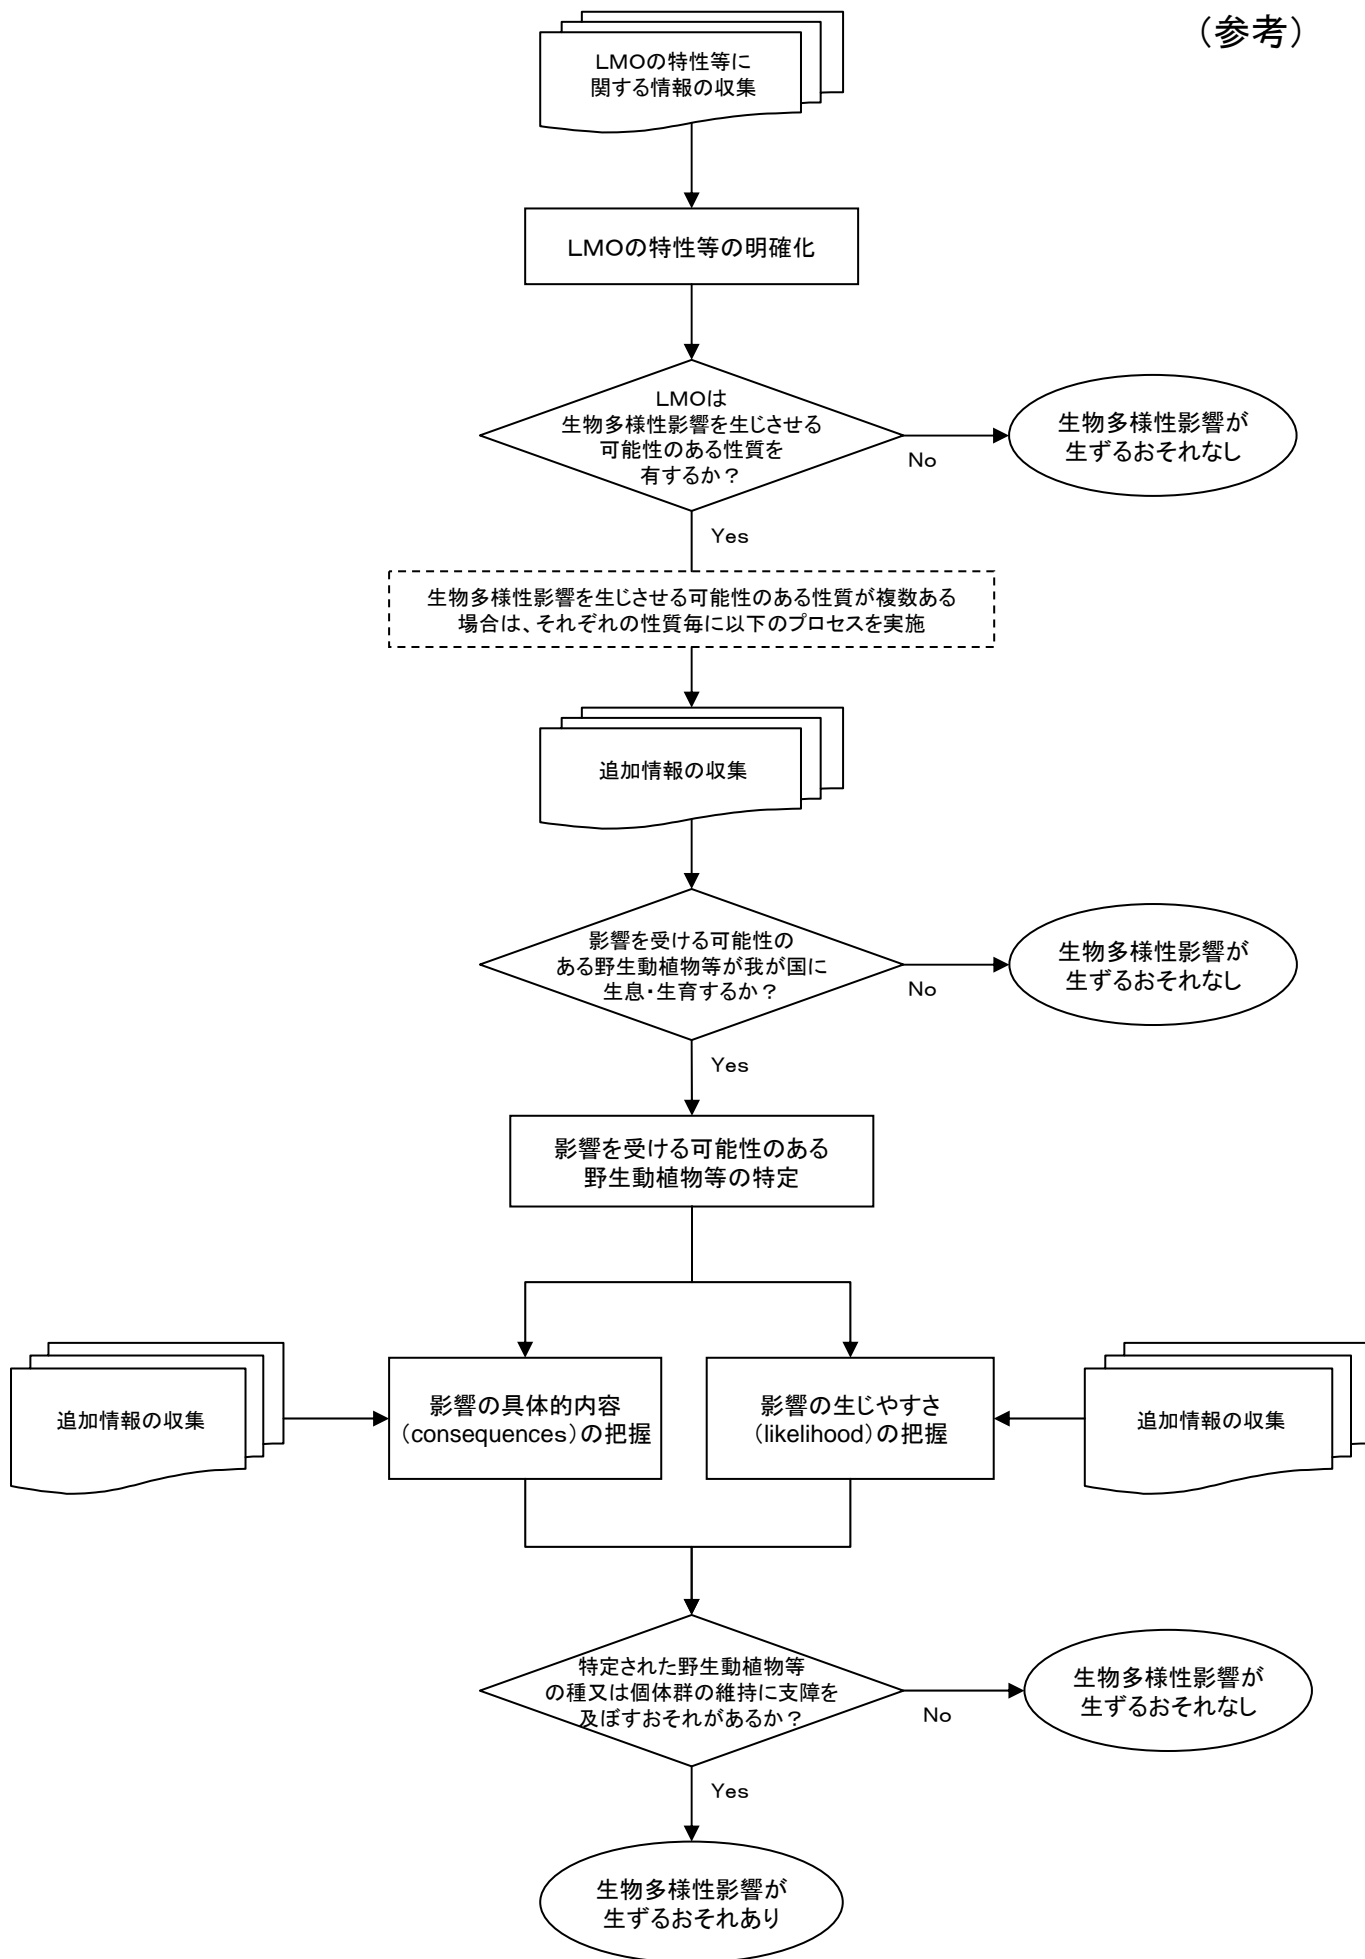 （参考）
LMOの特性等に
関する情報の収集
LMOの特性等の明確化
LMOは
生物多様性影響を生じさせる
可能性のある性質を
有するか？
No
生物多様性影響が
生ずるおそれなし
Yes
生物多様性影響を生じさせる可能性のある性質が複数ある
場合は、それぞれの性質毎に以下のプロセスを実施
追加情報の収集
影響を受ける可能性の
ある野生動植物等が我が国に
生息・生育するか？
No
生物多様性影響が
生ずるおそれなし
Yes
影響を受ける可能性のある
野生動植物等の特定
追加情報の収集
影響の具体的内容
（consequences）の把握
影響の生じやすさ
（likelihood）の把握
追加情報の収集
特定された野生動植物等
の種又は個体群の維持に支障を
及ぼすおそれがあるか？
No
生物多様性影響が
生ずるおそれなし
Yes
生物多様性影響が
生ずるおそれあり